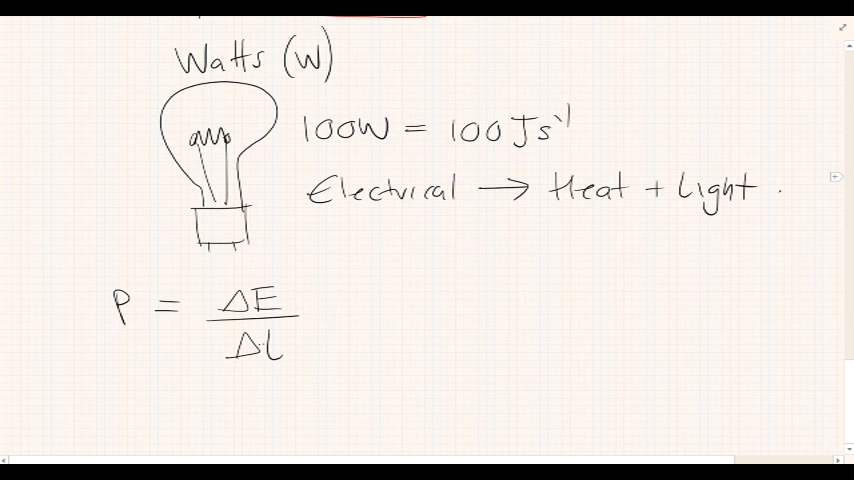 Watts (W)
100W = 100 Js⁻¹
Electrical → Heat + Light
P = ΔE
Δt